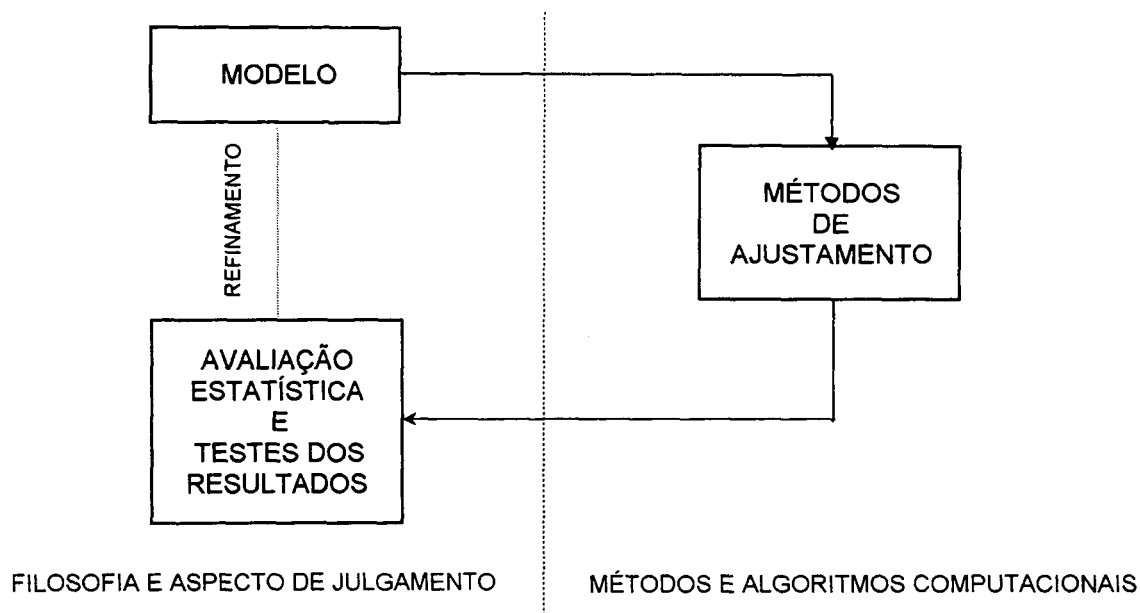 MODELO
MÉTODOS
DE
AJUSTAMENTO
REFINAMENTO
AVALIAÇÃO
ESTATÍSTICA
E
TESTES DOS
RESULTADOS
FILOSOFIA E ASPECTO DE JULGAMENTO
MÉTODOS E ALGORITMOS COMPUTACIONAIS